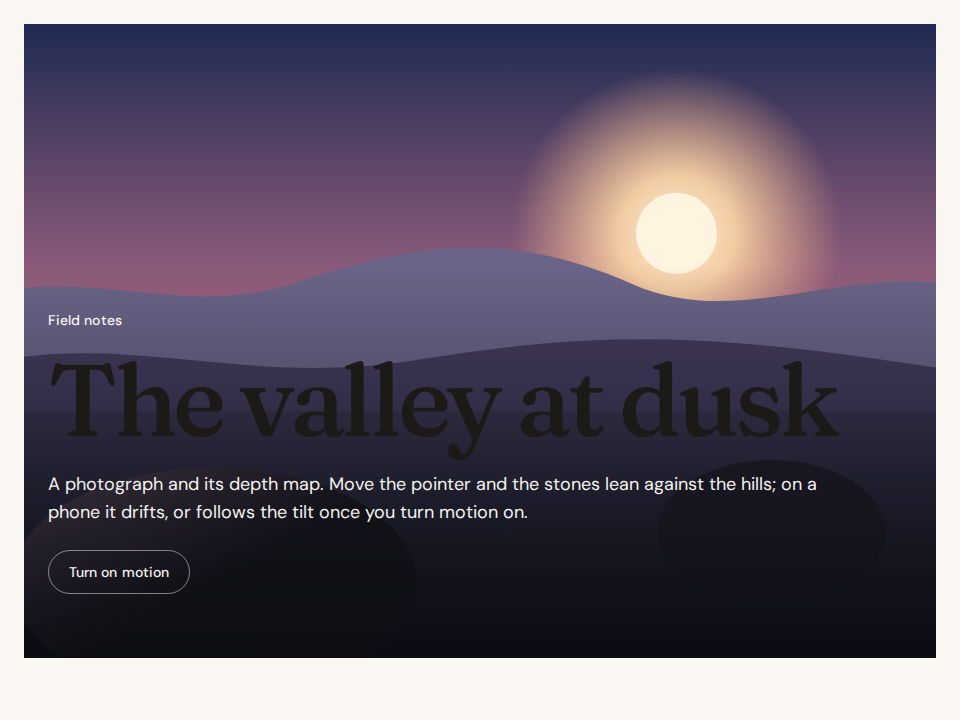 Field notes
The valley at dusk
A photograph and its depth map. Move the pointer and the stones lean against the hills; on a
phone it drifts, or follows the tilt once you turn motion on.
Turn on motion